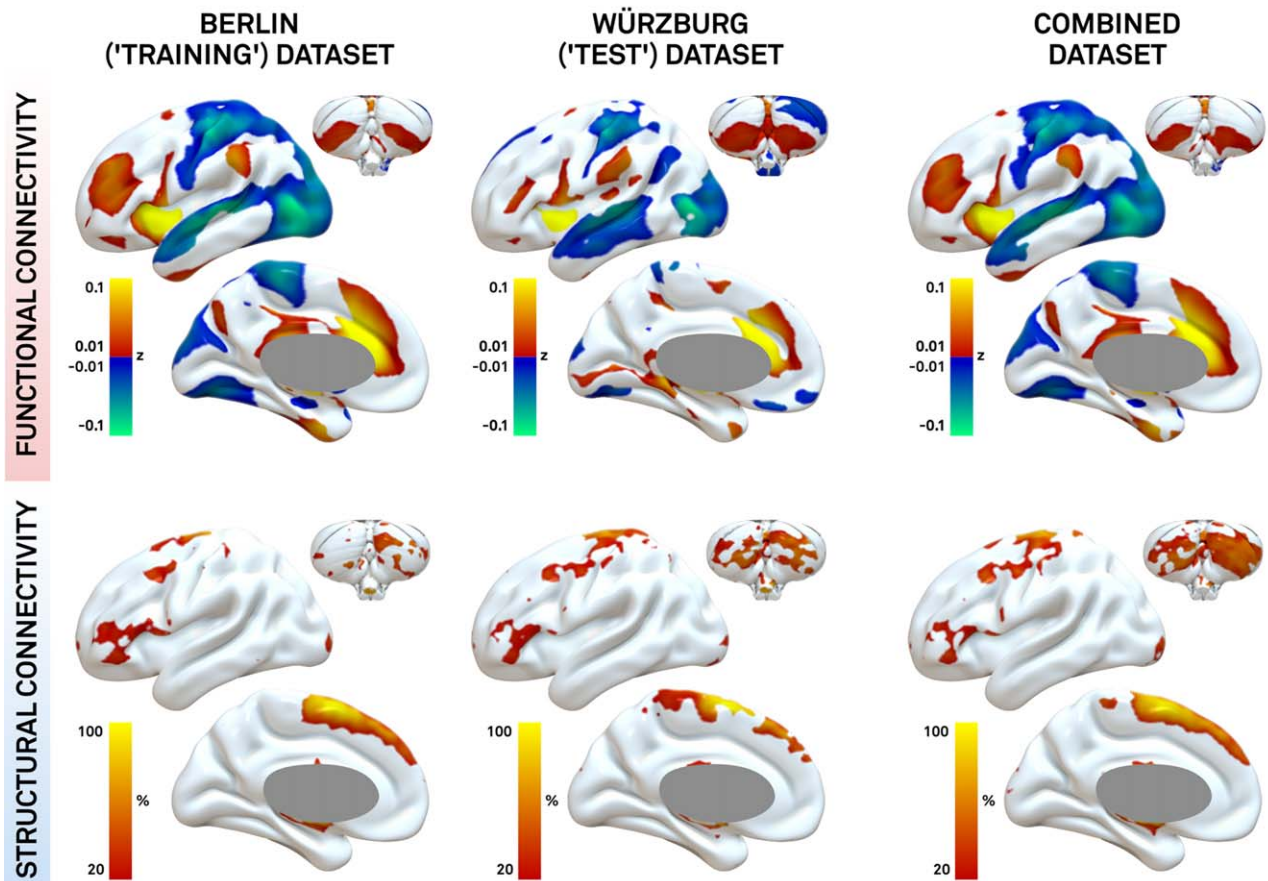 BERLIN
('TRAINING') DATASET
WÜRZBURG
('TEST') DATASET
COMBINED
DATASET
FUNCTIONAL CONNECTIVITY
0.1
0.01
-0.01
z
-0.1
0.1
0.01
-0.01
z
-0.1
0.1
0.01
-0.01
z
-0.1
STRUCTURAL CONNECTIVITY
100
%
20
100
%
20
100
%
20